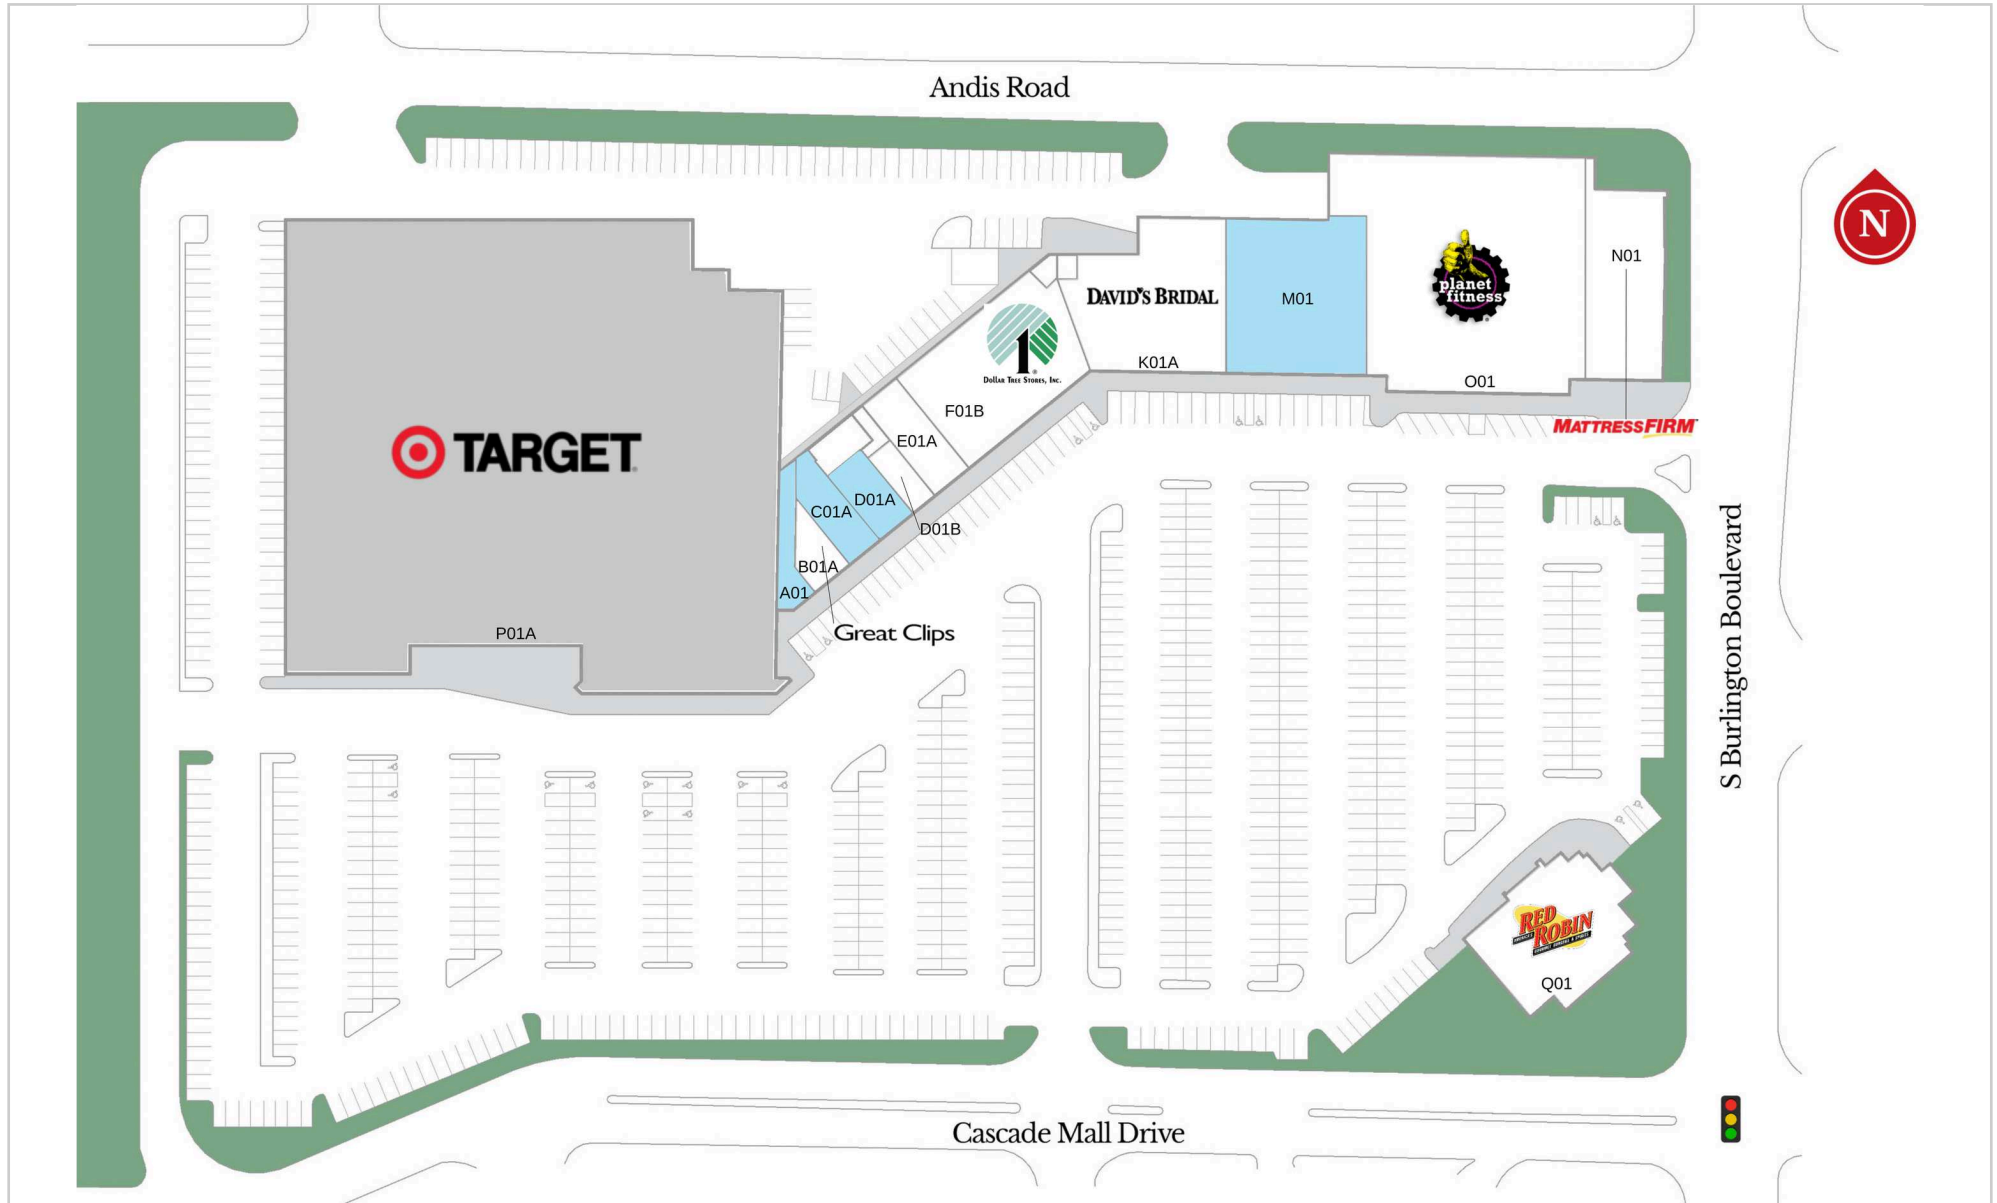 Andis Road
N
N01
planet
fitness
DAVID'S BRIDAL
M01
K01A
O01
DOLLAR TREE STORES, INC.
MATTRESSFIRM
F01B
E01A
TARGET
D01A
C01A
D01B
B01A
A01
P01A
Great Clips
S Burlington Boulevard
RED
ROBIN
Q01
Cascade Mall Drive